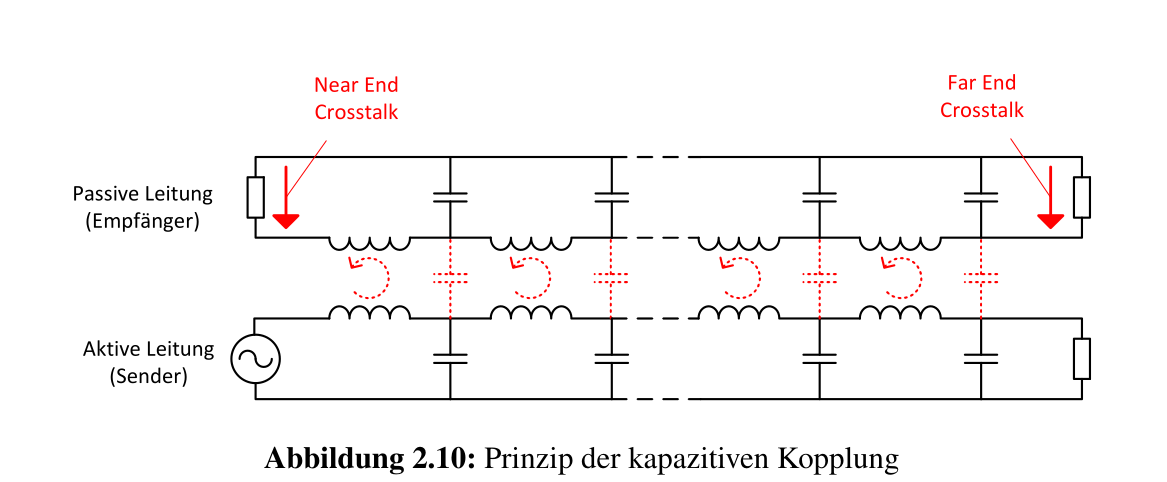 Near End
Crosstalk
Far End
Crosstalk
Passive Leitung
(Empfänger)
Aktive Leitung
(Sender)
Abbildung 2.10: Prinzip der kapazitiven Kopplung